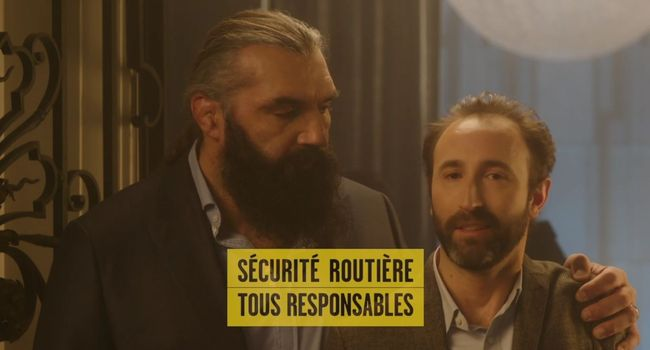 SÉCURITÉ ROUTIÈRE
TOUS RESPONSABLES